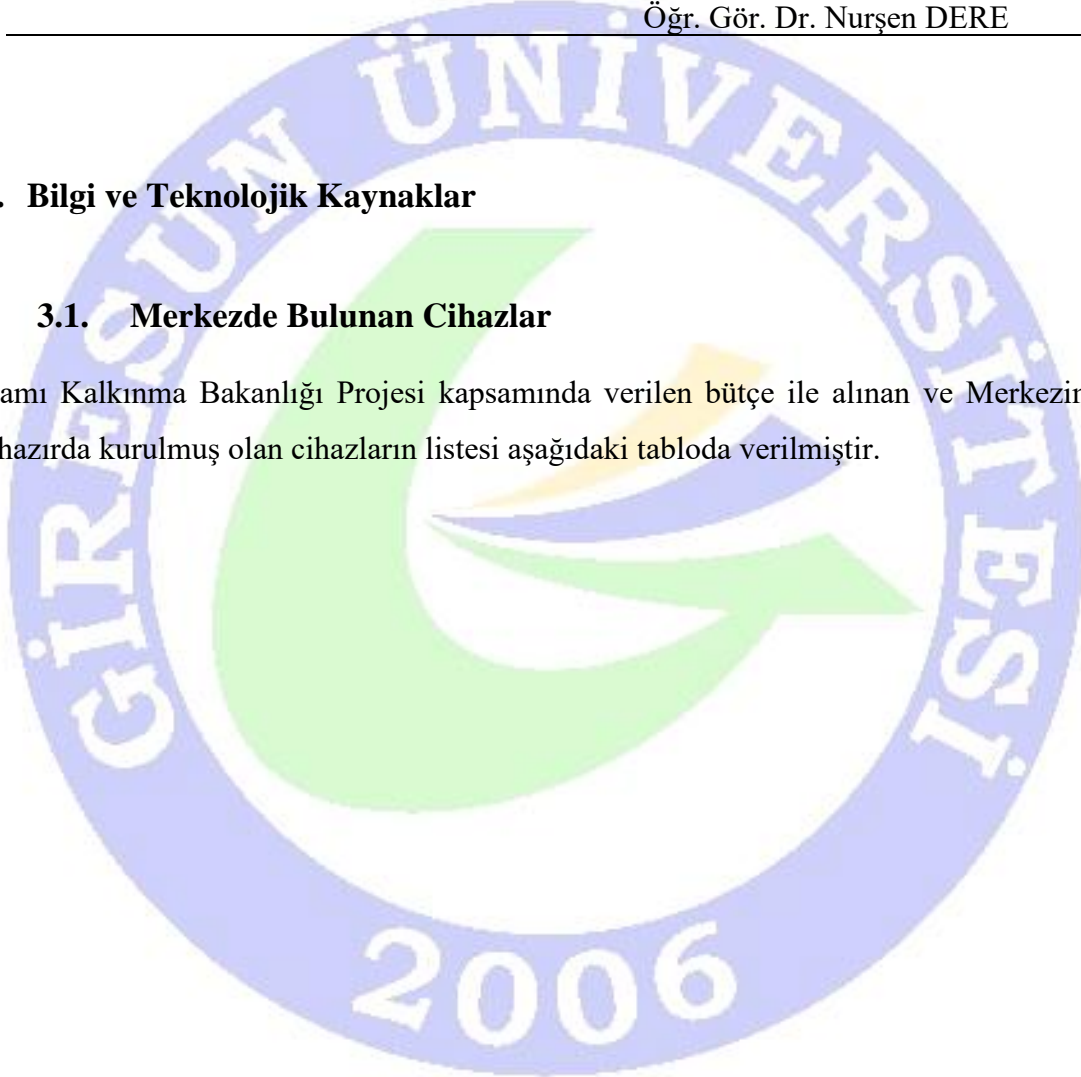 Öğr. Gör. Dr. Nurşen DERE
. Bilgi ve Teknolojik Kaynaklar
3.1. Merkezde Bulunan Cihazlar
amı Kalkınma Bakanlığı Projesi kapsamında verilen bütçe ile alınan ve Merkezin
hazırda kurulmuş olan cihazların listesi aşağıdaki tabloda verilmiştir.
GİRESUN ÜNİVERSİTESİ
2006